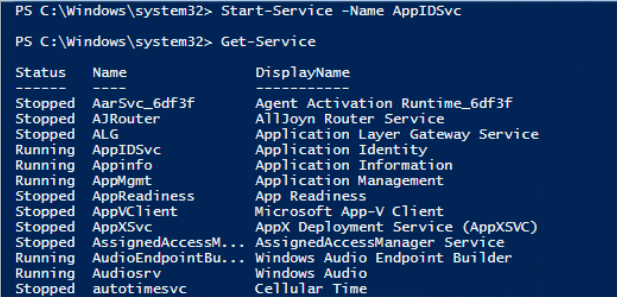 PS C:\Windows\system32> Start-Service -Name AppIDSvc
PS C:\Windows\system32> Get-Service
Status   Name               DisplayName
------   ----               -----------
Stopped  AarSvc_6df3f       Agent Activation Runtime_6df3f
Stopped  AJRouter           AllJoyn Router Service
Stopped  ALG                Application Layer Gateway Service
Running  AppIDSvc           Application Identity
Running  Appinfo            Application Information
Running  AppMgmt            Application Management
Stopped  AppReadiness       App Readiness
Stopped  AppVClient         Microsoft App-V Client
Stopped  AppXSvc            AppX Deployment Service (AppXSVC)
Stopped  AssignedAccessM... AssignedAccessManager Service
Running  AudioEndpointBu... Windows Audio Endpoint Builder
Running  Audiosrv           Windows Audio
Stopped  autotimesvc        Cellular Time